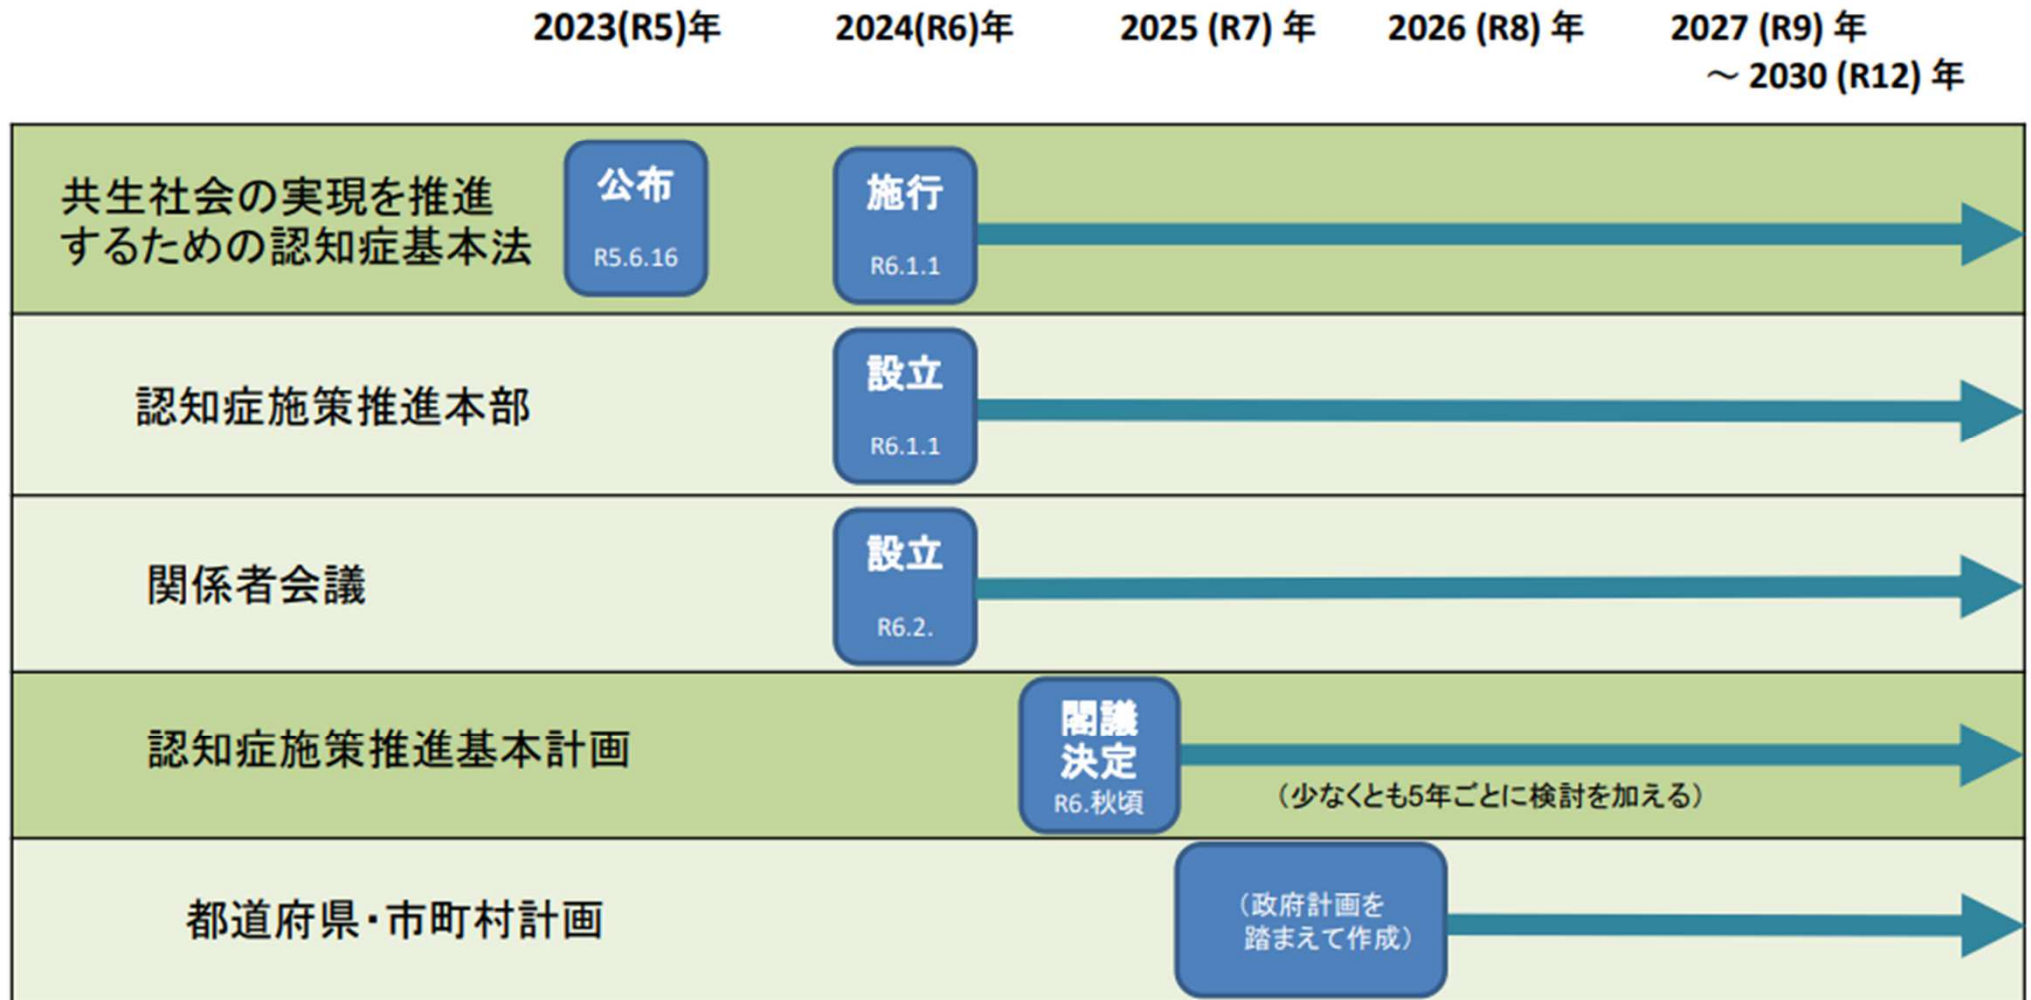 2023(R5)年
2024(R6)年
2025 (R7) 年
2026 (R8) 年
2027 (R9) 年
～ 2030 (R12) 年
共生社会の実現を推進
するための認知症基本法
公布
R5.6.16
施行
R6.1.1
認知症施策推進本部
設立
R6.1.1
関係者会議
設立
R6.2.
認知症施策推進基本計画
閣議
決定
R6.秋頃
（少なくとも5年ごとに検討を加える）
都道府県・市町村計画
（政府計画を
踏まえて作成）